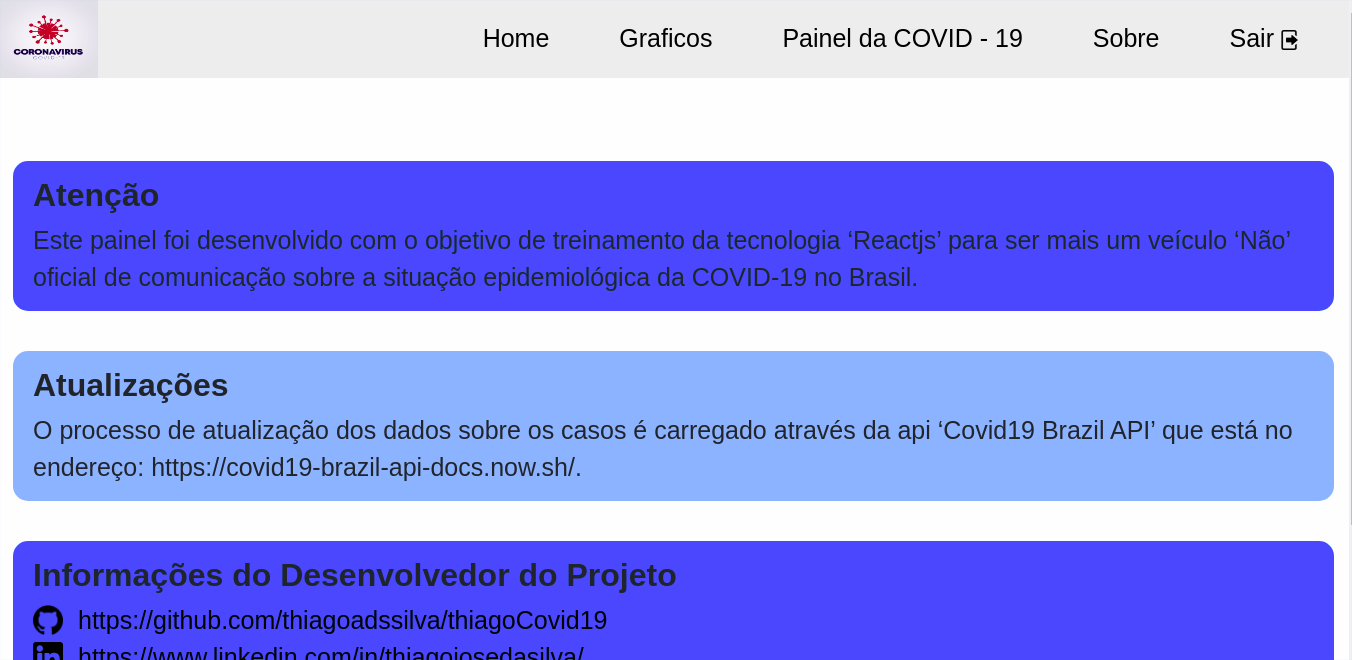 CORONAVIRUS
COVID-19
Home Graficos Painel da COVID - 19 Sobre Sair
Atenção
Este painel foi desenvolvido com o objetivo de treinamento da tecnologia ‘Reactjs’ para ser mais um veículo ‘Não’
oficial de comunicação sobre a situação epidemiológica da COVID-19 no Brasil.
Atualizações
O processo de atualização dos dados sobre os casos é carregado através da api ‘Covid19 Brazil API’ que está no
endereço: https://covid19-brazil-api-docs.now.sh/.
Informações do Desenvolvedor do Projeto
https://github.com/thiagoadssilva/thiagoCovid19
https://www.linkedin.com/in/thiagojosedasilva/